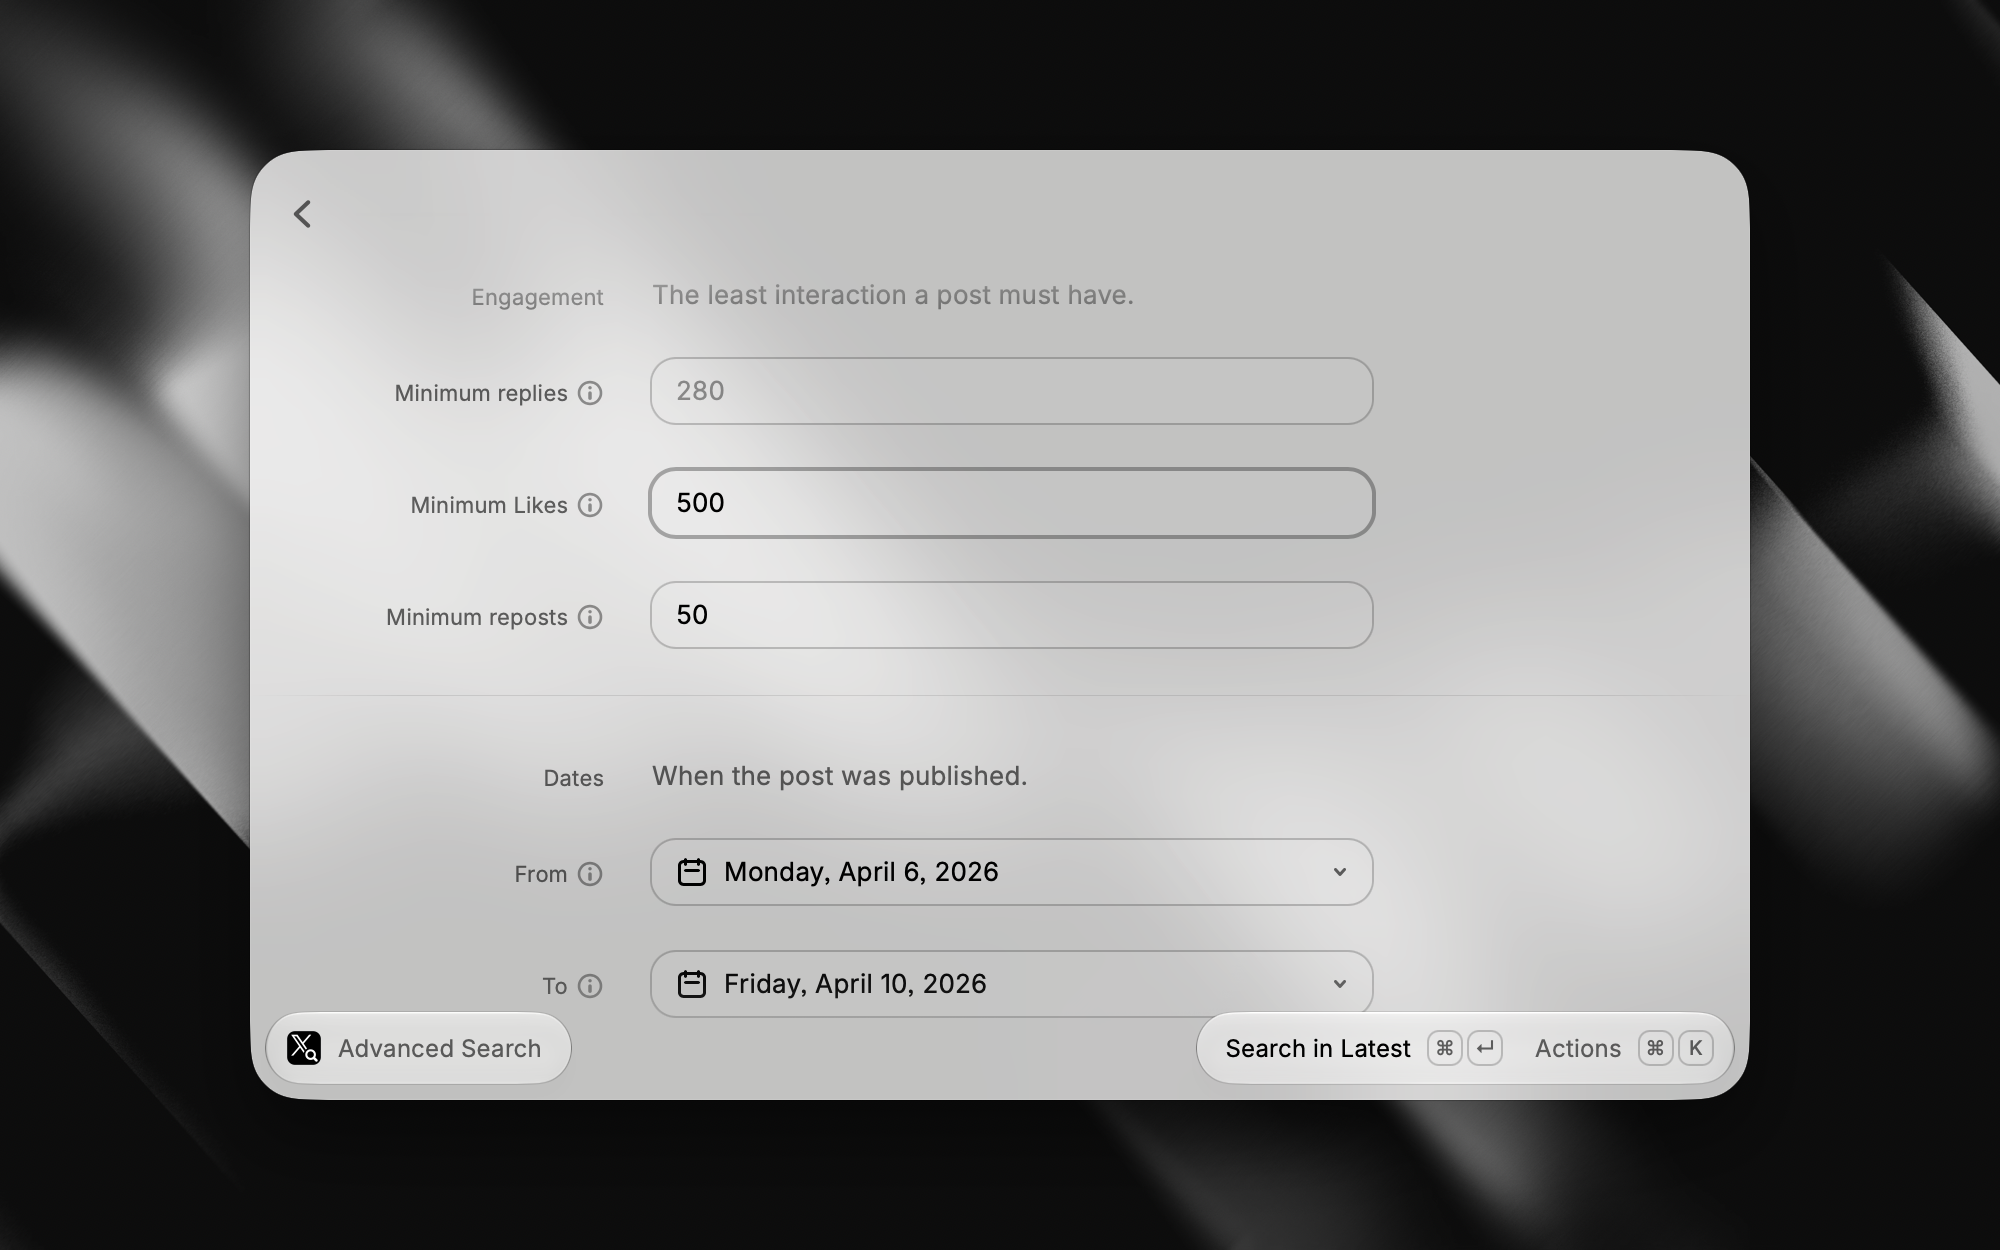 Engagement The least interaction a post must have.
Minimum replies 280
Minimum Likes 500
Minimum reposts 50
Dates When the post was published.
From Monday, April 6, 2026
To Friday, April 10, 2026
Advanced Search Search in Latest ⌘ ↵ Actions ⌘ K